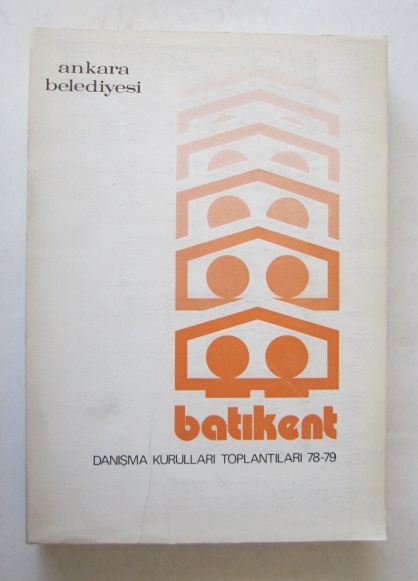 ankara
belediyesi
batıkent
DANIŞMA KURULLARI TOPLANTILARI 78-79